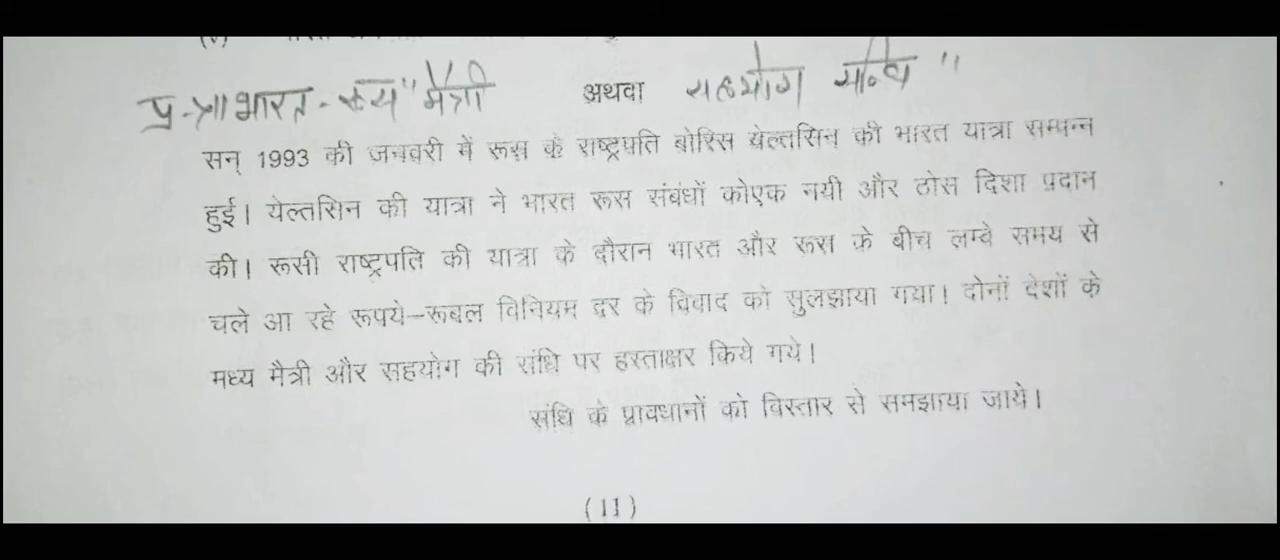 (v)
प्र-त्रा भारत-रूस "मैत्री अथवा सहयोग सन्धि"
सन् 1993 की जनवरी में रूस के राष्ट्रपति बोरिस येल्तसिन की भारत यात्रा सम्पन्न
हुई। येल्तसिन की यात्रा ने भारत रूस संबंधों कोएक नयी और ठोस दिशा प्रदान
की। रूसी राष्ट्रपति की यात्रा के दौरान भारत और रूस के बीच लम्बे समय से
चले आ रहे रूपये–रूबल विनियम दर के विवाद को सुलझाया गया। दोनों देशों के
मध्य मैत्री और सहयोग की संधि पर हस्ताक्षर किये गये।
संधि के प्रावधानों को विस्तार से समझाया जाये।
(11)